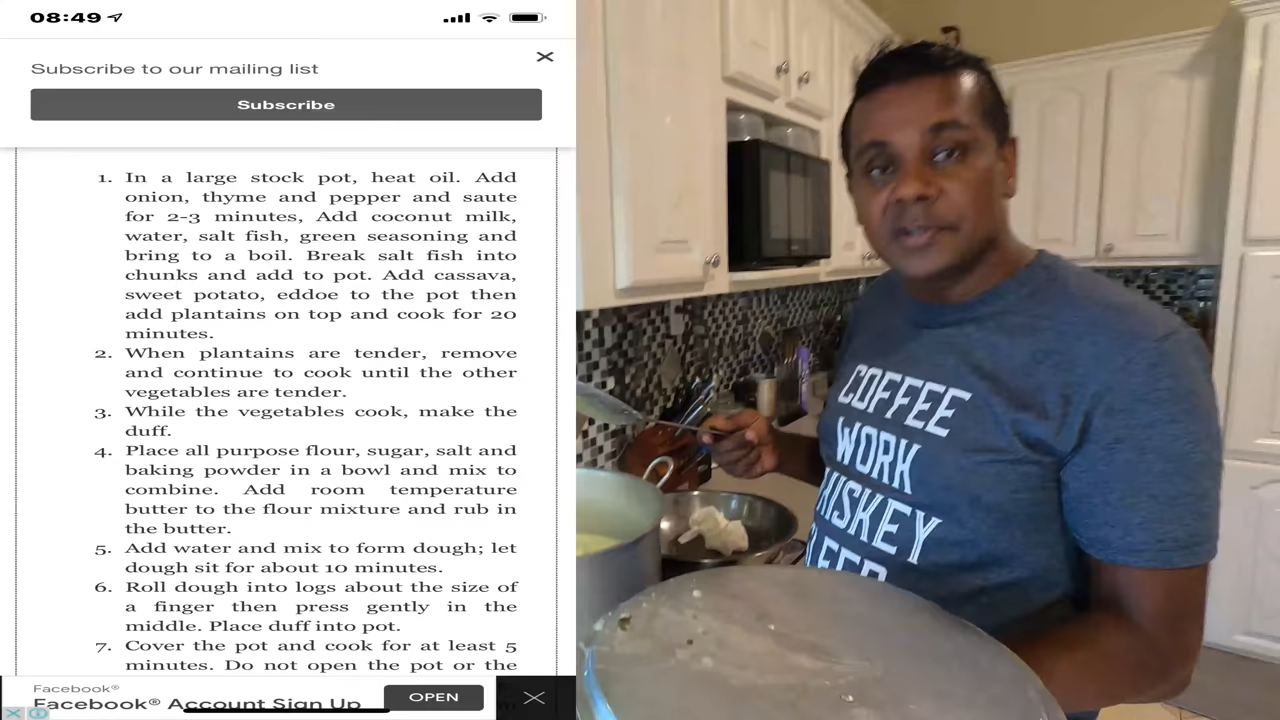 08:49
Subscribe to our mailing list
Subscribe
1. In a large stock pot, heat oil. Add
onion, thyme and pepper and saute
for 2-3 minutes, Add coconut milk,
water, salt fish, green seasoning and
bring to a boil. Break salt fish into
chunks and add to pot. Add cassava,
sweet potato, eddoe to the pot then
add plantains on top and cook for 20
minutes.
2. When plantains are tender, remove
and continue to cook until the other
vegetables are tender.
3. While the vegetables cook, make the
duff.
4. Place all purpose flour, sugar, salt and
baking powder in a bowl and mix to
combine. Add room temperature
butter to the flour mixture and rub in
the butter.
5. Add water and mix to form dough; let
dough sit for about 10 minutes.
6. Roll dough into logs about the size of
a finger then press gently in the
middle. Place duff into pot.
7. Cover the pot and cook for at least 5
minutes. Do not open the pot or the
Facebook®
Facebook® Account Sign Up
OPEN
COFFEE
WORK
HISKEY